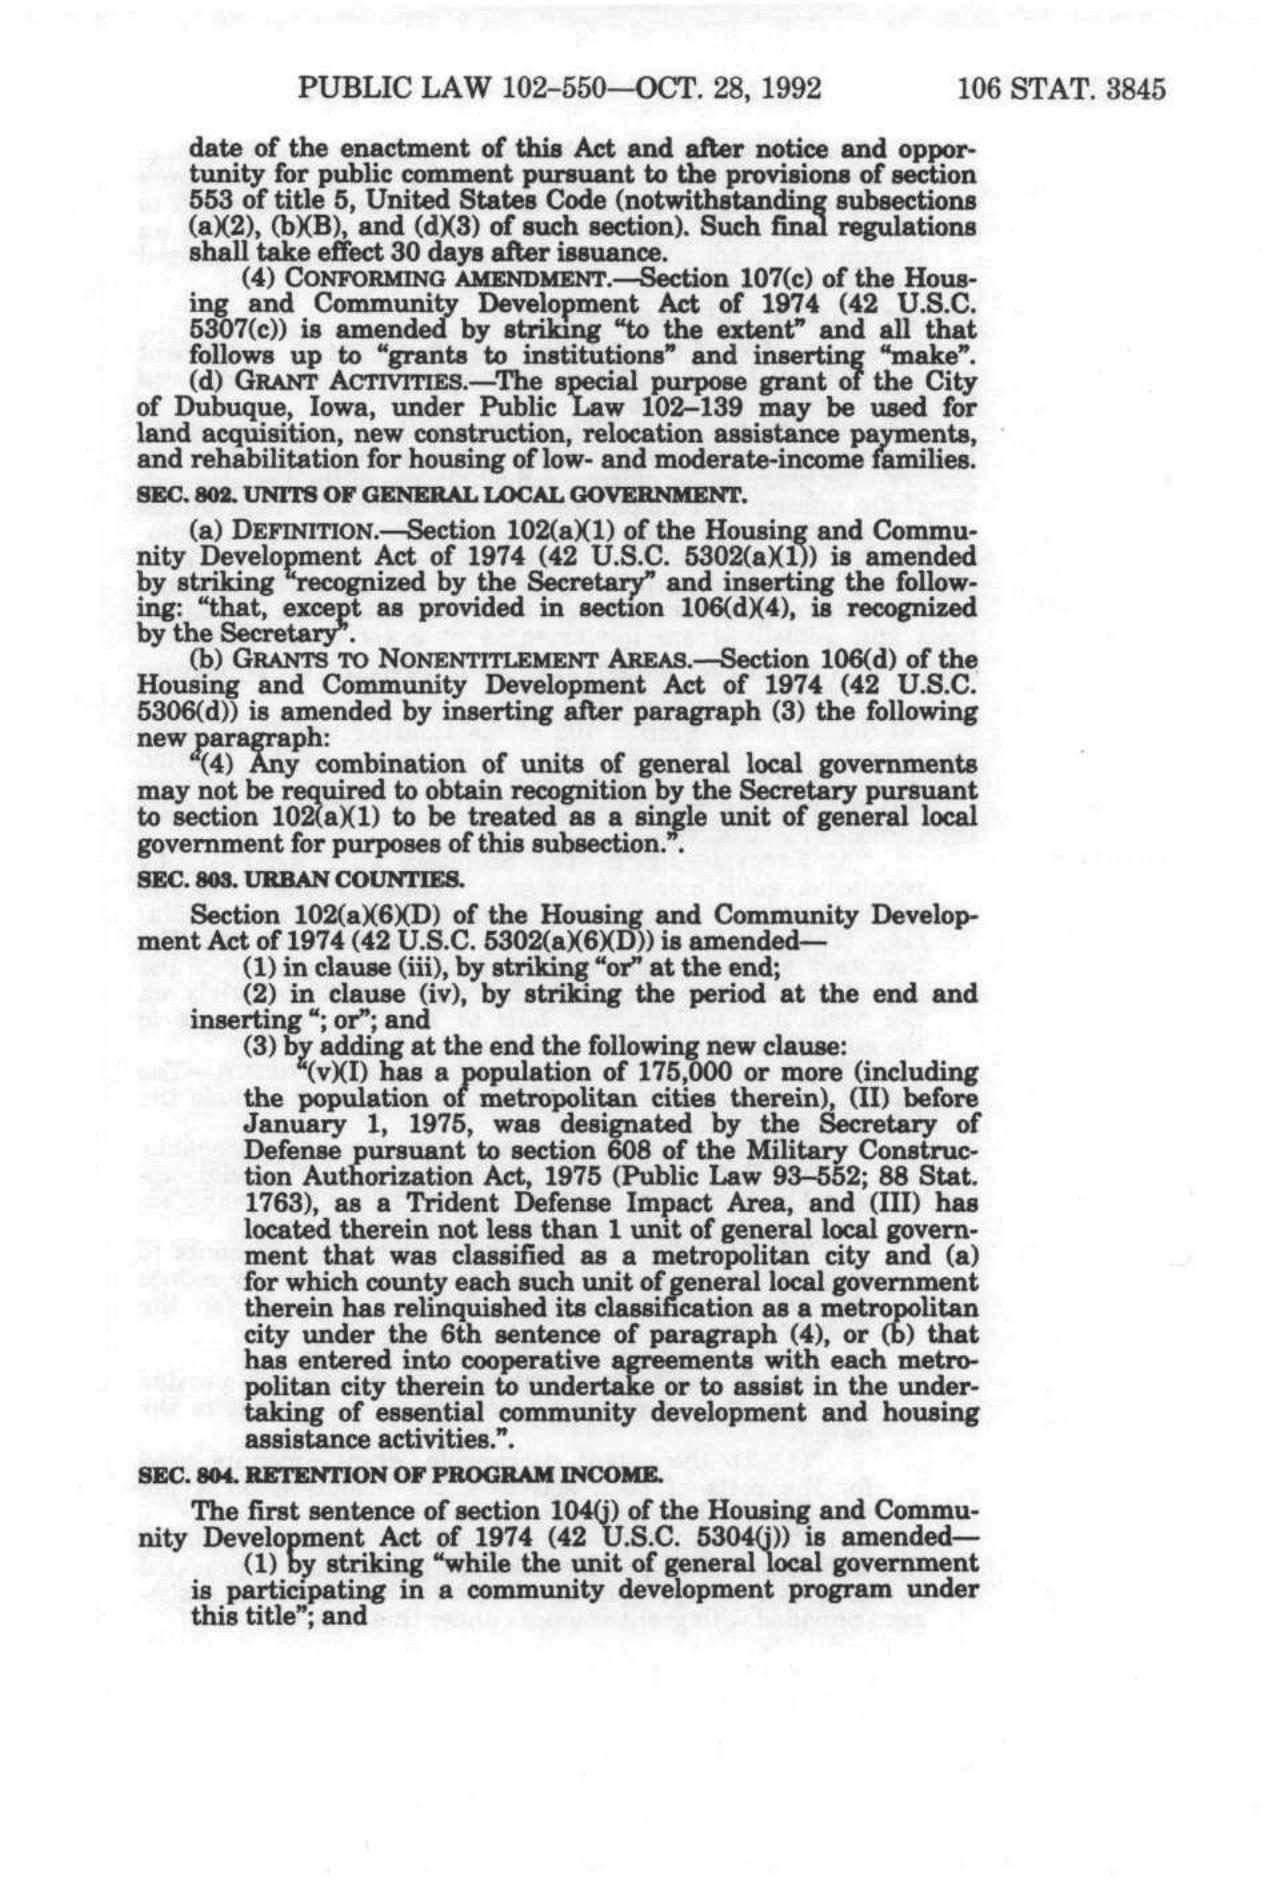 PUBLIC LAW 102-550—OCT. 28, 1992 106 STAT. 3845
date of the enactment of this Act and after notice and oppor-
tunity for public comment pursuant to the provisions of section
553 of title 5, United States Code (notwithstanding subsections
(a)(2), (b)(B), and (d)(3) of such section). Such final regulations
shall take effect 30 days after issuance.
(4) CONFORMING AMENDMENT.—Section 107(c) of the Hous-
ing and Community Development Act of 1974 (42 U.S.C.
5307(c)) is amended by striking “to the extent” and all that
follows up to “grants to institutions” and inserting “make”.
(d) GRANT ACTIVITIES.—The special purpose grant of the City
of Dubuque, Iowa, under Public Law 102–139 may be used for
land acquisition, new construction, relocation assistance payments,
and rehabilitation for housing of low- and moderate-income families.
SEC. 802. UNITS OF GENERAL LOCAL GOVERNMENT.
(a) DEFINITION.—Section 102(a)(1) of the Housing and Commu-
nity Development Act of 1974 (42 U.S.C. 5302(a)(1)) is amended
by striking “recognized by the Secretary” and inserting the follow-
ing: “that, except as provided in section 106(d)(4), is recognized
by the Secretary”.
(b) GRANTS TO NONENTITLEMENT AREAS.—Section 106(d) of the
Housing and Community Development Act of 1974 (42 U.S.C.
5306(d)) is amended by inserting after paragraph (3) the following
new paragraph:
“(4) Any combination of units of general local governments
may not be required to obtain recognition by the Secretary pursuant
to section 102(a)(1) to be treated as a single unit of general local
government for purposes of this subsection.”.
SEC. 803. URBAN COUNTIES.
Section 102(a)(6)(D) of the Housing and Community Develop-
ment Act of 1974 (42 U.S.C. 5302(a)(6)(D)) is amended—
(1) in clause (iii), by striking “or” at the end;
(2) in clause (iv), by striking the period at the end and
inserting “; or”; and
(3) by adding at the end the following new clause:
“(v)(I) has a population of 175,000 or more (including
the population of metropolitan cities therein), (II) before
January 1, 1975, was designated by the Secretary of
Defense pursuant to section 608 of the Military Construc-
tion Authorization Act, 1975 (Public Law 93–552; 88 Stat.
1763), as a Trident Defense Impact Area, and (III) has
located therein not less than 1 unit of general local govern-
ment that was classified as a metropolitan city and (a)
for which county each such unit of general local government
therein has relinquished its classification as a metropolitan
city under the 6th sentence of paragraph (4), or (b) that
has entered into cooperative agreements with each metro-
politan city therein to undertake or to assist in the under-
taking of essential community development and housing
assistance activities.”.
SEC. 804. RETENTION OF PROGRAM INCOME.
The first sentence of section 104(j) of the Housing and Commu-
nity Development Act of 1974 (42 U.S.C. 5304(j)) is amended—
(1) by striking “while the unit of general local government
is participating in a community development program under
this title”; and